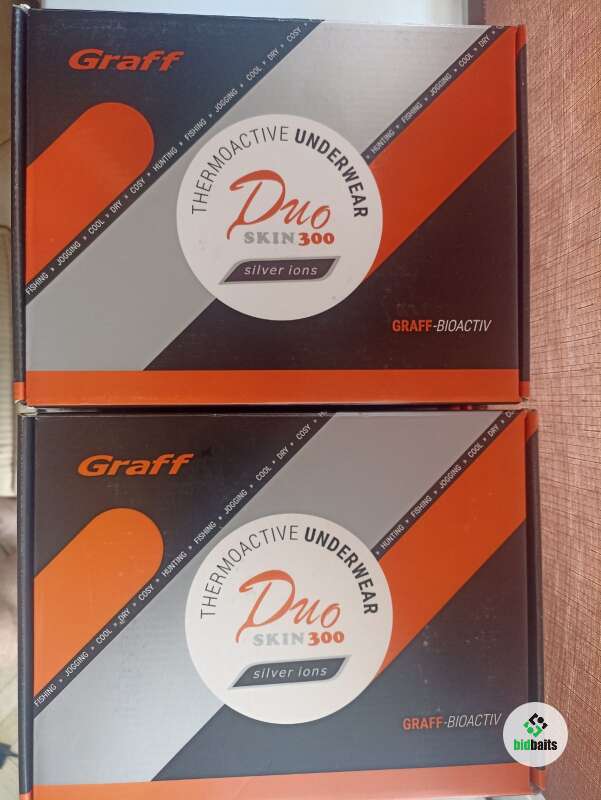 Graff
FISHING » JOGGING » COOL » DRY » COSY » HUNTING » FISHING » JOGGING » COOL » DRY » COSY
HUNTING » FISHING » JOGGING » COOL » DRY » C
THERMOACTIVE UNDERWEAR
Duo
SKIN 300
silver ions
GRAFF-BIOACTIV
Graff
FISHING » JOGGING » COOL » DRY » COSY » HUNTING » FISHING » JOGGING » COOL » DRY » COSY » H
HUNTING » FISHING » JOGGING » COOL » DRY » CO
THERMOACTIVE UNDERWEAR
Duo
SKIN 300
silver ions
GRAFF-BIOACTIV
bidbaits